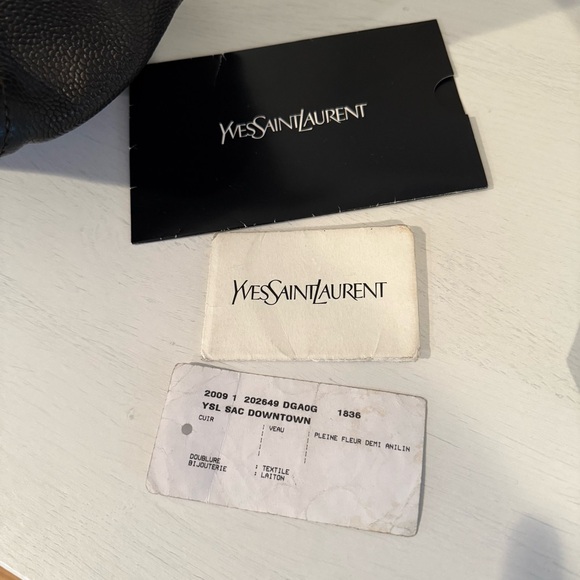 YVESSAINTLAURENT
YVESSAINTLAURENT
2009 1 202649 DGA0G 1836
YSL SAC DOWNTOWN
CUIR : VEAU : PLEINE FLEUR DEMI ANILIN
DOUBLURE : TEXTILE
BIJOUTERIE : LAITON